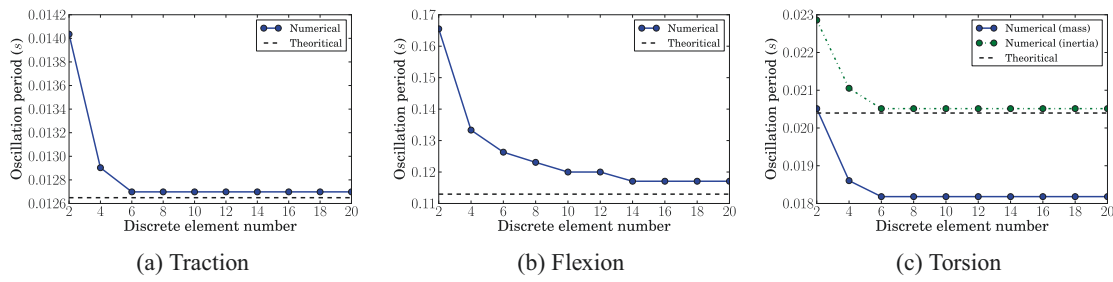 0.0142
0.0140
0.0138
0.0136
0.0134
0.0132
0.0130
0.0128
0.0126
Oscillation period (s)
Numerical
Theoritical
2 4 6 8 10 12 14 16 18 20
Discrete element number
(a) Traction
0.17
0.16
0.15
0.14
0.13
0.12
0.11
Oscillation period (s)
Numerical
Theoritical
2 4 6 8 10 12 14 16 18 20
Discrete element number
(b) Flexion
0.023
0.022
0.021
0.020
0.019
0.018
Oscillation period (s)
Numerical (mass)
Numerical (inertia)
Theoritical
2 4 6 8 10 12 14 16 18 20
Discrete element number
(c) Torsion